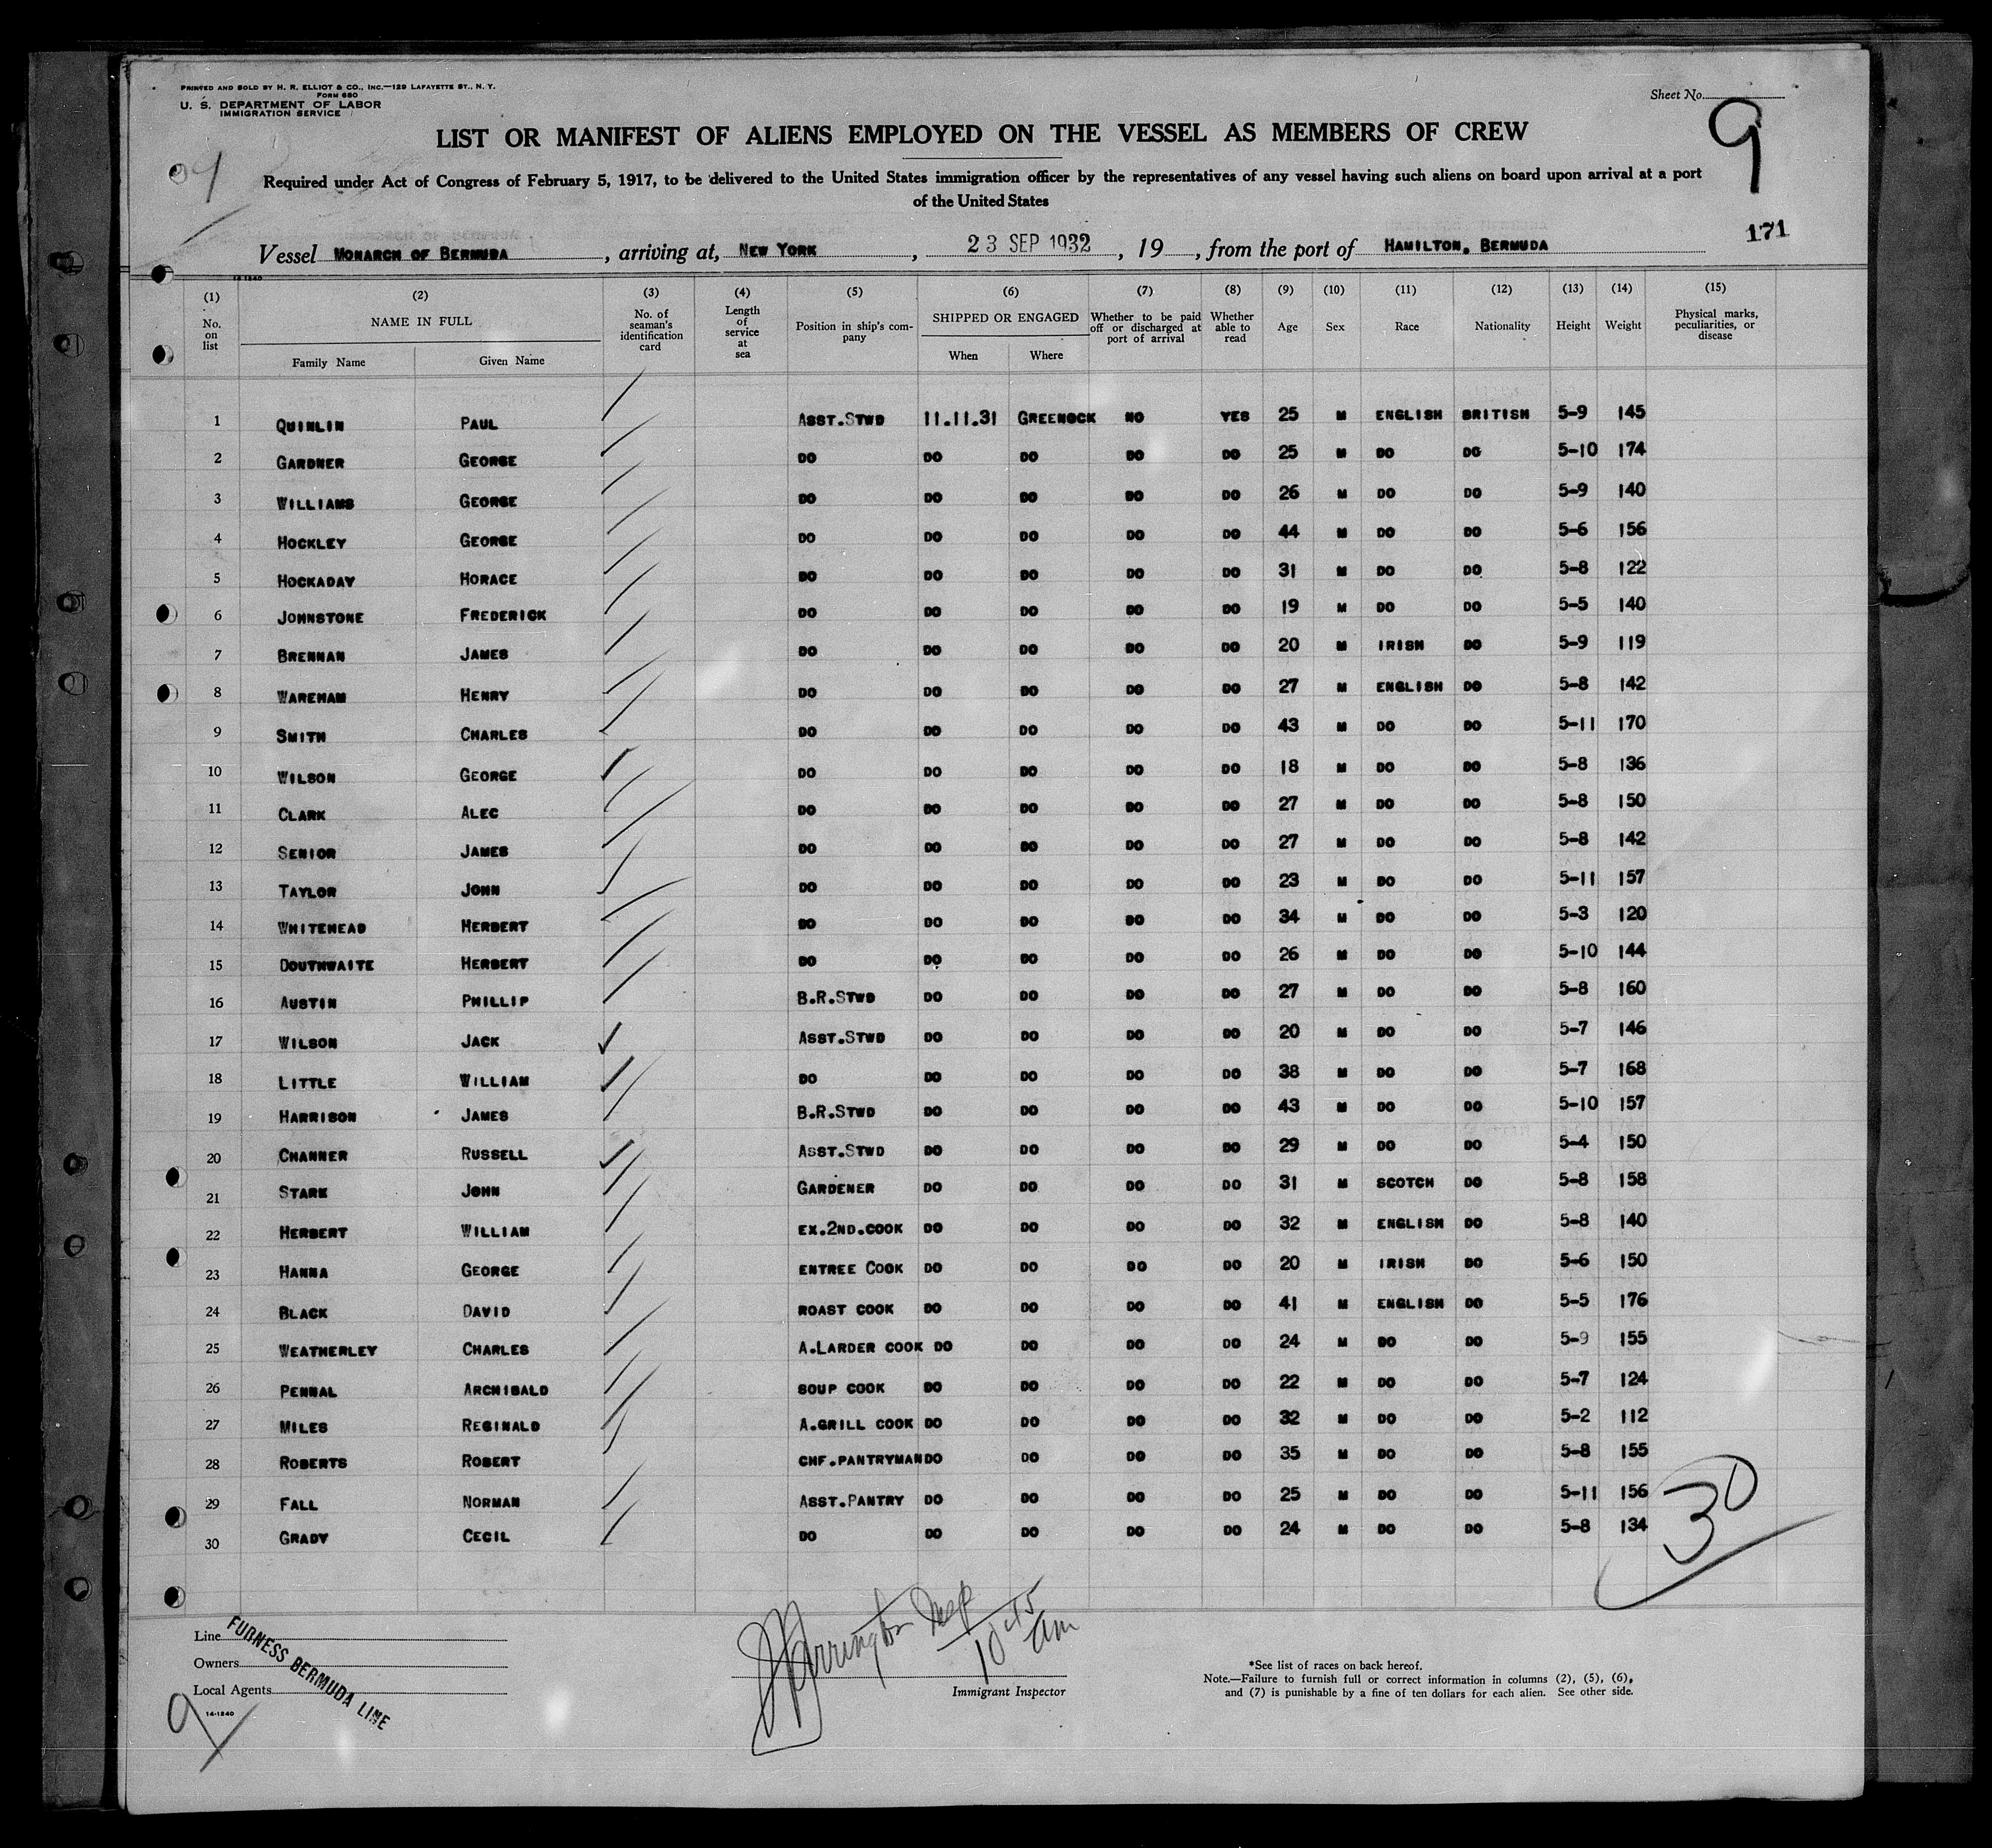 PRINTED AND SOLD BY H. R. ELLIOT & CO., INC.—129 LAFAYETTE ST., N. Y.
FORM 680
U. S. DEPARTMENT OF LABOR
IMMIGRATION SERVICE
Sheet No.
9
LIST OR MANIFEST OF ALIENS EMPLOYED ON THE VESSEL AS MEMBERS OF CREW
Required under Act of Congress of February 5, 1917, to be delivered to the United States immigration officer by the representatives of any vessel having such aliens on board upon arrival at a port
of the United States
171
Vessel MONARCH OF BERMUDA, arriving at, NEW YORK, 23 SEP 1932, 19, from the port of HAMILTON, BERMUDA
14-1240
(1) No. on list (2) NAME IN FULL Family Name Given Name (3) No. of seaman's identification card (4) Length of service at sea (5) Position in ship's company (6) SHIPPED OR ENGAGED When Where (7) Whether to be paid off or discharged at port of arrival (8) Whether able to read (9) Age (10) Sex (11) Race (12) Nationality (13) Height (14) Weight (15) Physical marks, peculiarities, or disease
1 QUINLIN PAUL ASST.STWD 11.11.31 GREENOCK NO YES 25 M ENGLISH BRITISH 5-9 145
2 GARDNER GEORGE DO DO DO DO DO 25 M DO DO 5-10 174
3 WILLIAMS GEORGE DO DO DO DO DO 26 M DO DO 5-9 140
4 HOCKLEY GEORGE DO DO DO DO DO 44 M DO DO 5-6 156
5 HOCKADAY HORACE DO DO DO DO DO 31 M DO DO 5-8 122
6 JOHNSTONE FREDERICK DO DO DO DO DO 19 M DO DO 5-5 140
7 BRENNAN JAMES DO DO DO DO DO 20 M IRISH DO 5-9 119
8 WAREHAM HENRY DO DO DO DO DO 27 M ENGLISH DO 5-8 142
9 SMITH CHARLES DO DO DO DO DO 43 M DO DO 5-11 170
10 WILSON GEORGE DO DO DO DO DO 18 M DO DO 5-8 136
11 CLARK ALEC DO DO DO DO DO 27 M DO DO 5-8 150
12 SENIOR JAMES DO DO DO DO DO 27 M DO DO 5-8 142
13 TAYLOR JOHN DO DO DO DO DO 23 M DO DO 5-11 157
14 WHITEHEAD HERBERT DO DO DO DO DO 34 M DO DO 5-3 120
15 DOUTHWAITE HERBERT DO DO DO DO DO 26 M DO DO 5-10 144
16 AUSTIN PHILLIP B.R.STWD DO DO DO DO 27 M DO DO 5-8 160
17 WILSON JACK ASST.STWD DO DO DO DO 20 M DO DO 5-7 146
18 LITTLE WILLIAM DO DO DO DO DO 38 M DO DO 5-7 168
19 HARRISON JAMES B.R.STWD DO DO DO DO 43 M DO DO 5-10 157
20 CHANNER RUSSELL ASST.STWD DO DO DO DO 29 M DO DO 5-4 150
21 STARK JOHN GARDENER DO DO DO DO 31 M SCOTCH DO 5-8 158
22 HERBERT WILLIAM EX.2ND.COOK DO DO DO DO 32 M ENGLISH DO 5-8 140
23 HANNA GEORGE ENTREE COOK DO DO DO DO 20 M IRISH DO 5-6 150
24 BLACK DAVID ROAST COOK DO DO DO DO 41 M ENGLISH DO 5-5 176
25 WEATHERLEY CHARLES A.LARDER COOK DO DO DO DO 24 M DO DO 5-9 155
26 PENNAL ARCHIBALD SOUP COOK DO DO DO DO 22 M DO DO 5-7 124
27 MILES REGINALD A.GRILL COOK DO DO DO DO 32 M DO DO 5-2 112
28 ROBERTS ROBERT CHF.PANTRYMAN DO DO DO DO 35 M DO DO 5-8 155
29 FALL NORMAN ASST.PANTRY DO DO DO DO 25 M DO DO 5-11 156
30 GRADY CECIL DO DO DO DO DO 24 M DO DO 5-8 134
30
Line
Owners
Local Agents
FURNESS BERMUDA LINE
14-1240
9
Insp
10 45 am
Immigrant Inspector
*See list of races on back hereof.
Note.—Failure to furnish full or correct information in columns (2), (5), (6),
and (7) is punishable by a fine of ten dollars for each alien. See other side.